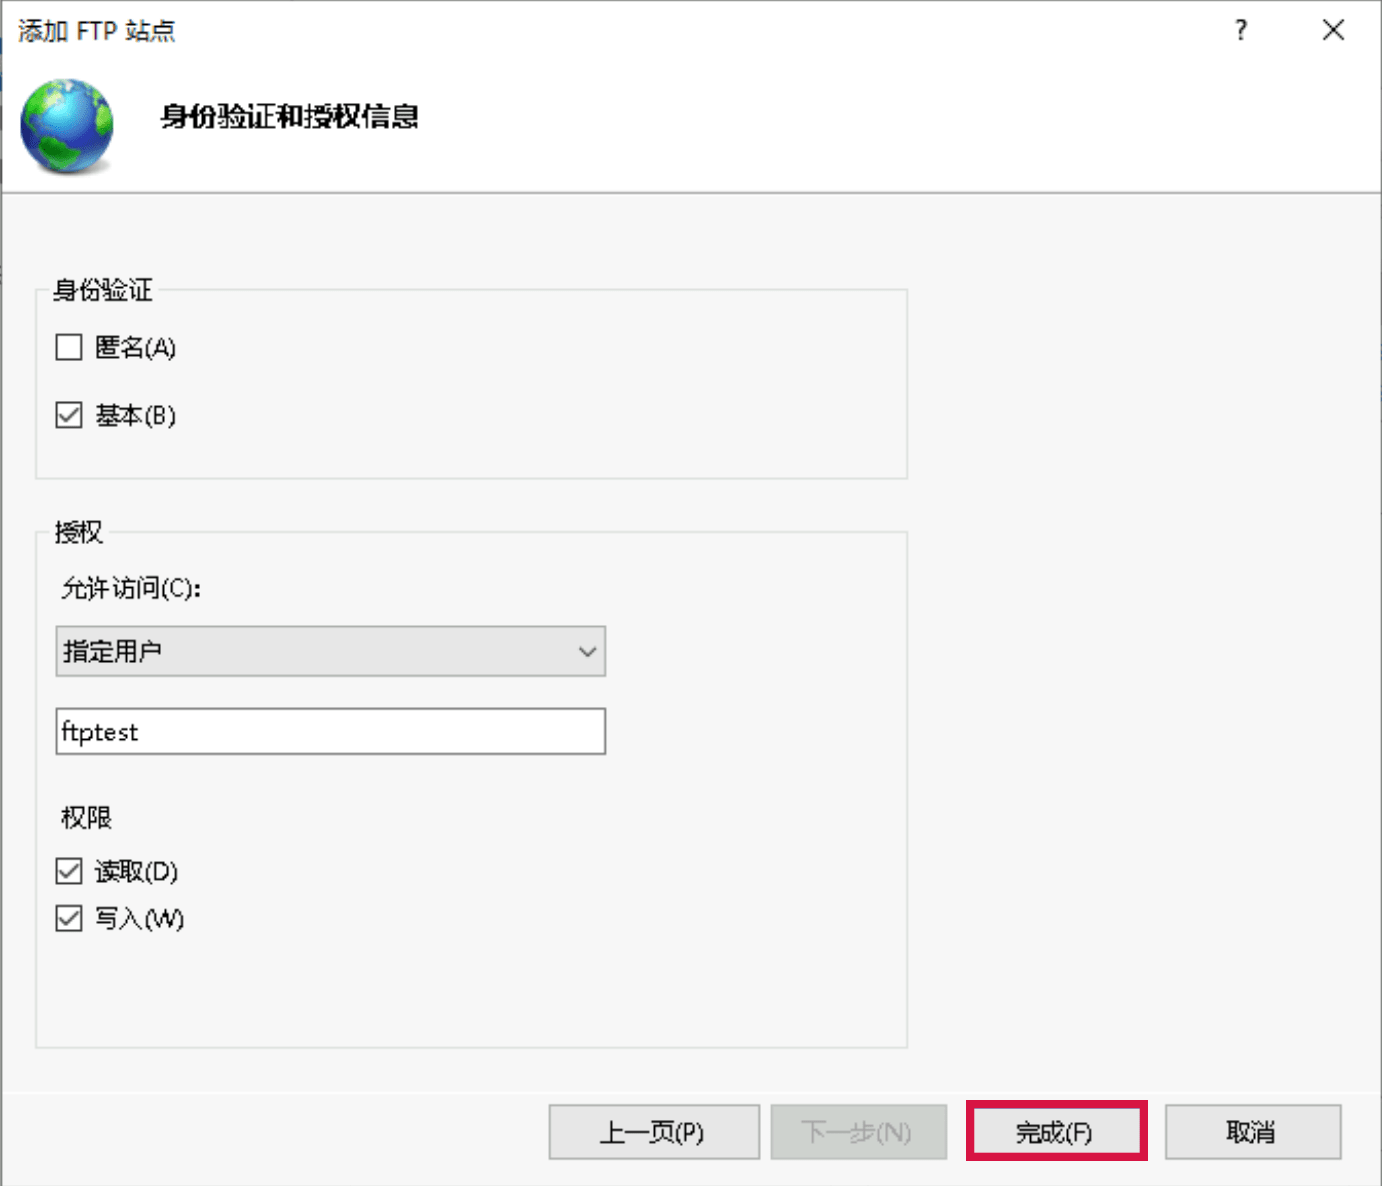 添加 FTP 站点
?
身份验证和授权信息
身份验证
匿名(A)
基本(B)
授权
允许访问(C):
指定用户
ftptest
权限
读取(D)
写入(W)
上一页(P) 下一步(N) 完成(F) 取消